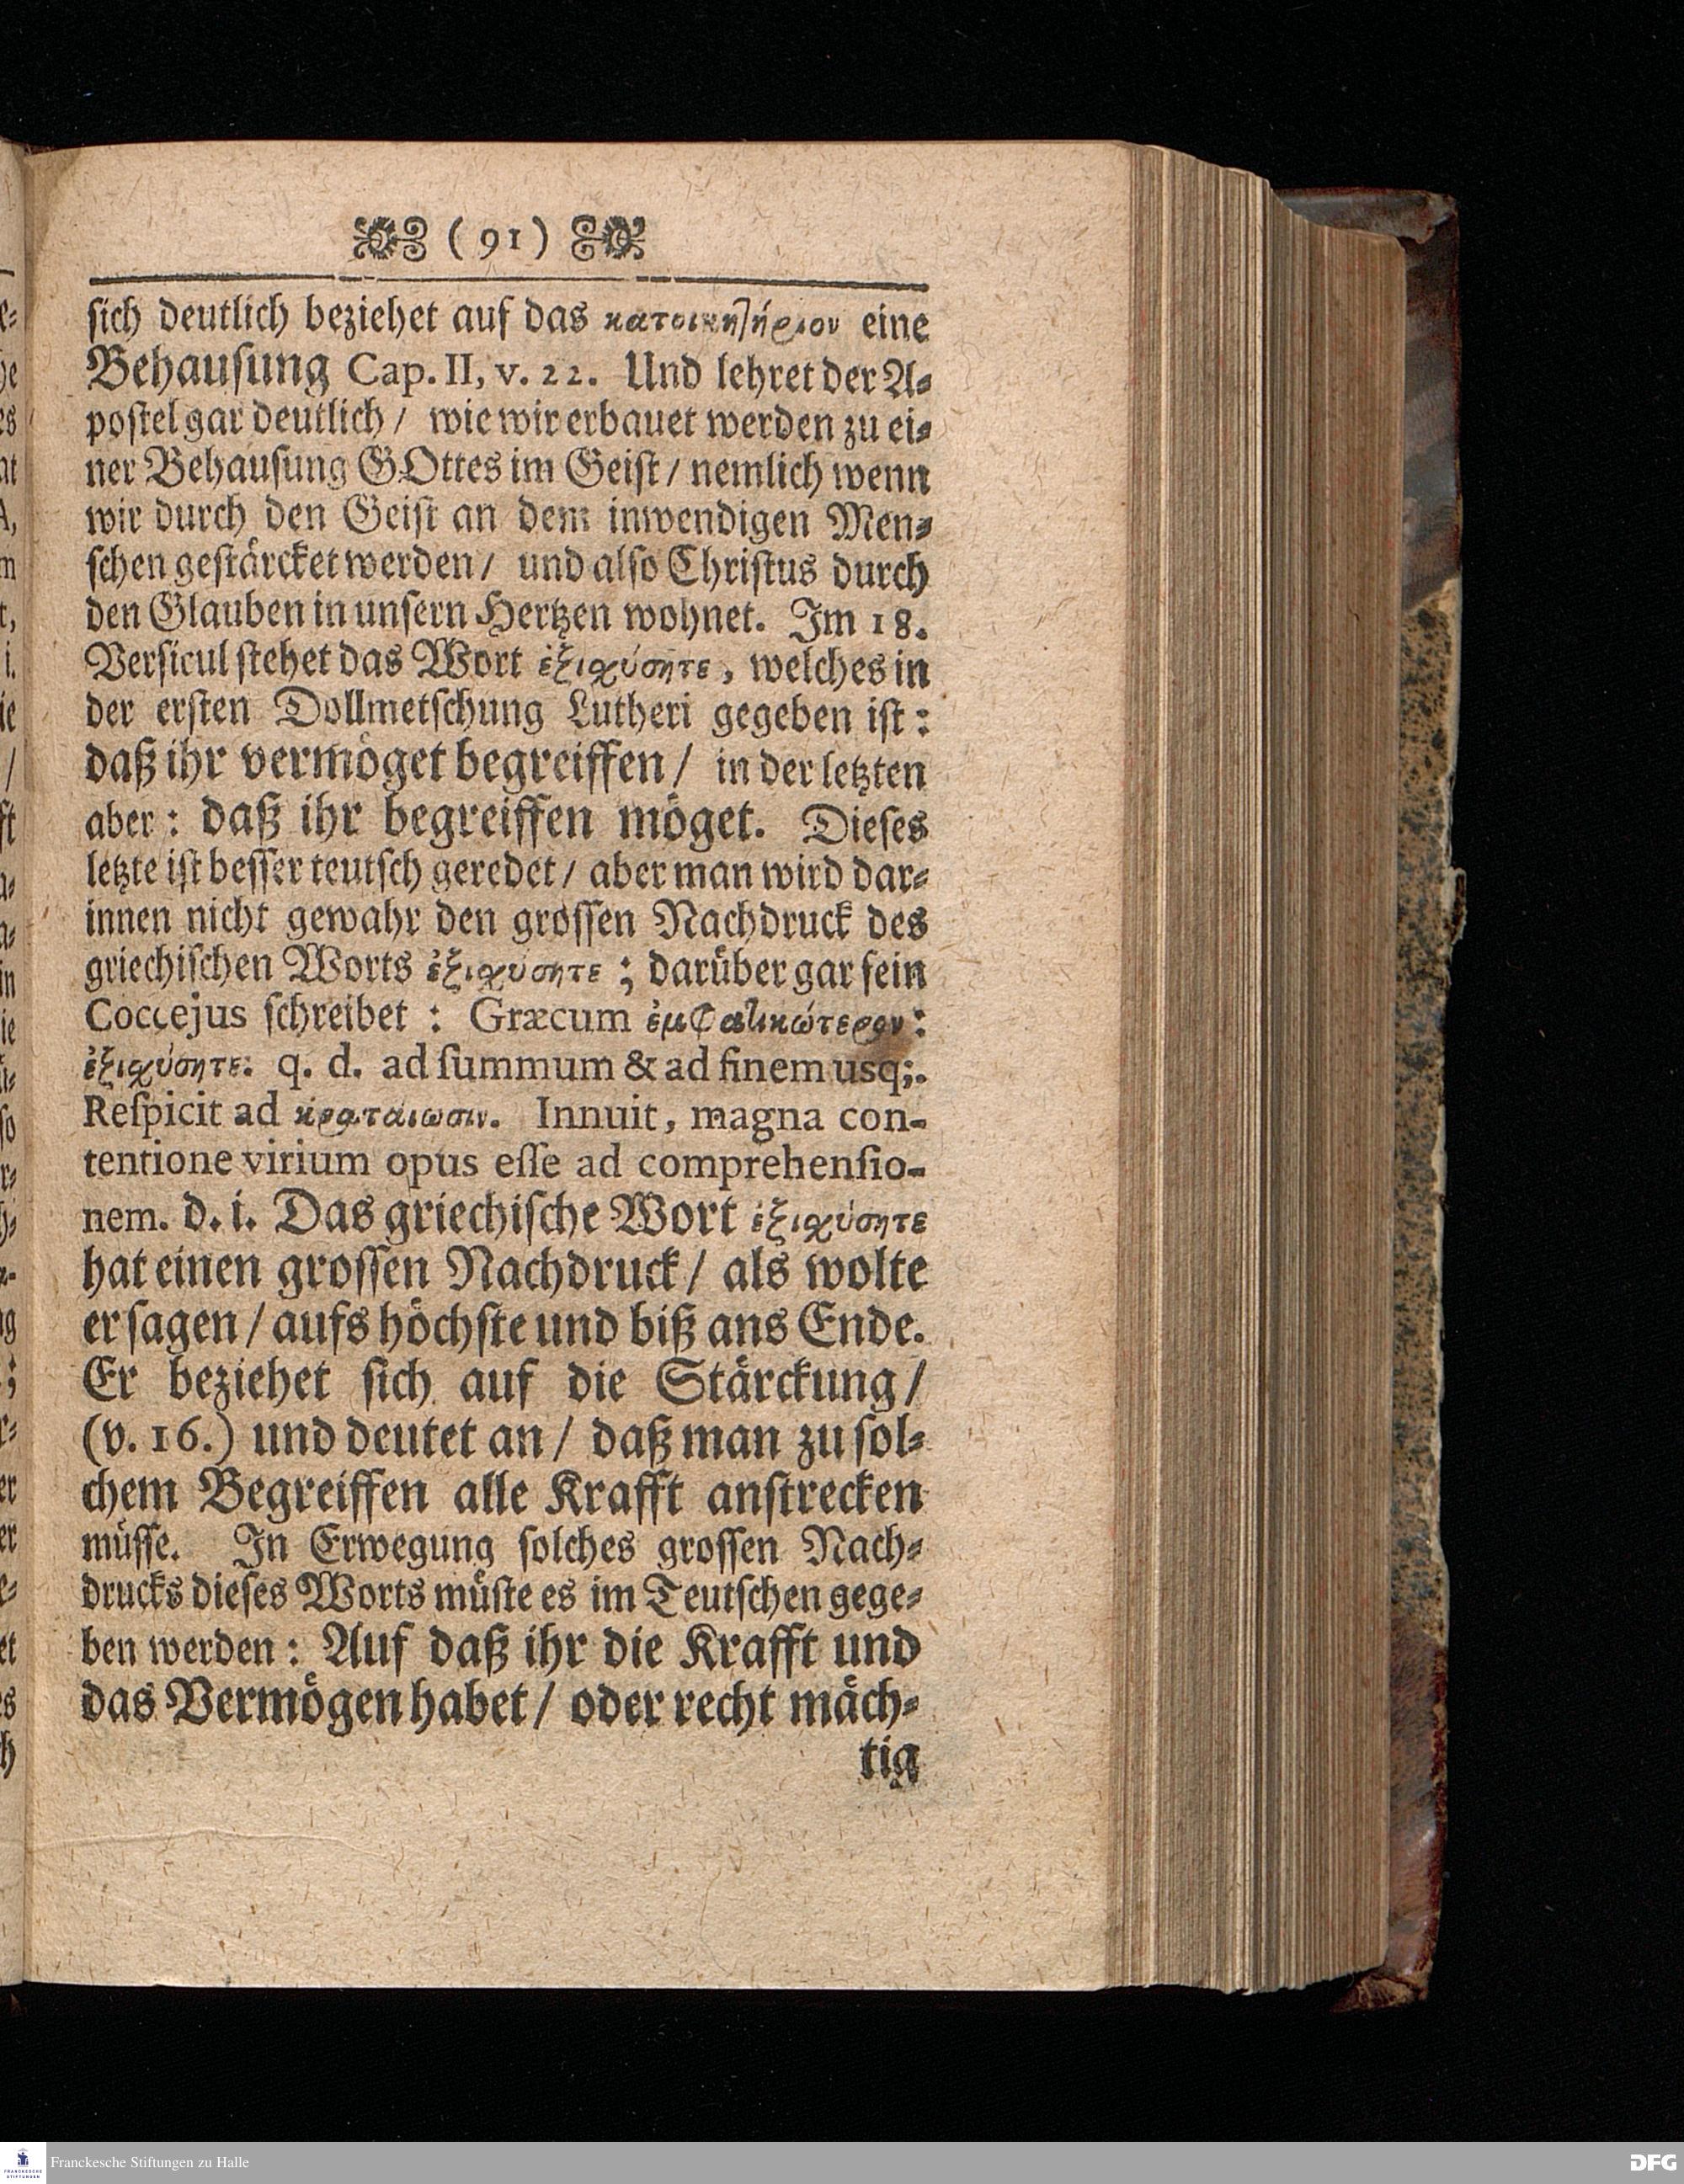 (91)
sich deutlich beziehet auf das κατοικητήριον eine
Behausung Cap. II, v. 22. Und lehret der A-
postel gar deutlich / wie wir erbauet werden zu ei-
ner Behausung GOttes im Geist / nemlich wenn
wir durch den Geist an dem inwendigen Men-
schen gestärcket werden / und also Christus durch
den Glauben in unsern Hertzen wohnet. Im 18.
Versicul stehet das Wort ἐξιχύσητε, welches in
der ersten Dollmetschung Lutheri gegeben ist:
daß ihr vermöget begreiffen / in der letzten
aber: daß ihr begreiffen möget. Dieses
letzte ist besser teutsch geredet / aber man wird dar-
innen nicht gewahr den grossen Nachdruck des
griechischen Worts ἐξιχύσητε; darüber gar fein
Coccejus schreibet: Græcum ἐμφατικώτερον:
ἐξιχύσητε: q. d. ad summum & ad finem usq;.
Respicit ad κραταίωσιν. Innuit, magna con-
tentione virium opus esse ad comprehensio-
nem. d. i. Das griechische Wort ἐξιχύσητε
hat einen grossen Nachdruck / als wolte
er sagen / aufs höchste und biß ans Ende.
Er beziehet sich auf die Stärckung /
(v. 16.) und deutet an / daß man zu sol-
chem Begreiffen alle Krafft anstrecken
müsse. In Erwegung solches grossen Nach-
drucks dieses Worts müste es im Teutschen gege-
ben werden: Auf daß ihr die Krafft und
das Vermögen habet / oder recht mäch-
tig
Franckesche Stiftungen zu Halle
DFG